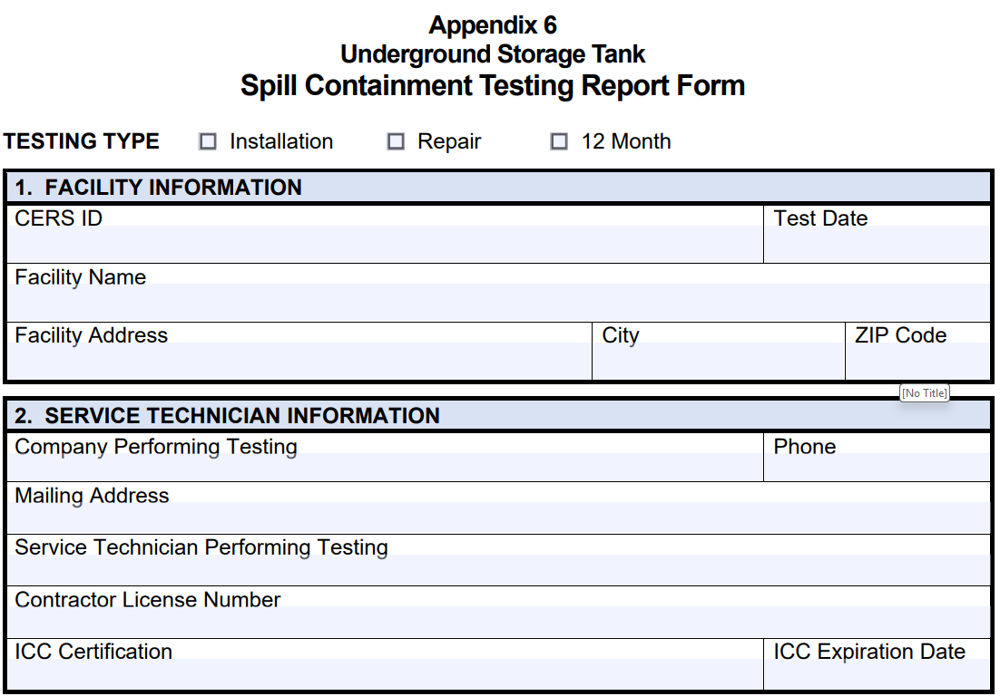 Appendix 6
Underground Storage Tank
Spill Containment Testing Report Form
TESTING TYPE Installation Repair 12 Month
1. FACILITY INFORMATION
CERS ID Test Date
Facility Name
Facility Address City ZIP Code
[No Title]
2. SERVICE TECHNICIAN INFORMATION
Company Performing Testing Phone
Mailing Address
Service Technician Performing Testing
Contractor License Number
ICC Certification ICC Expiration Date